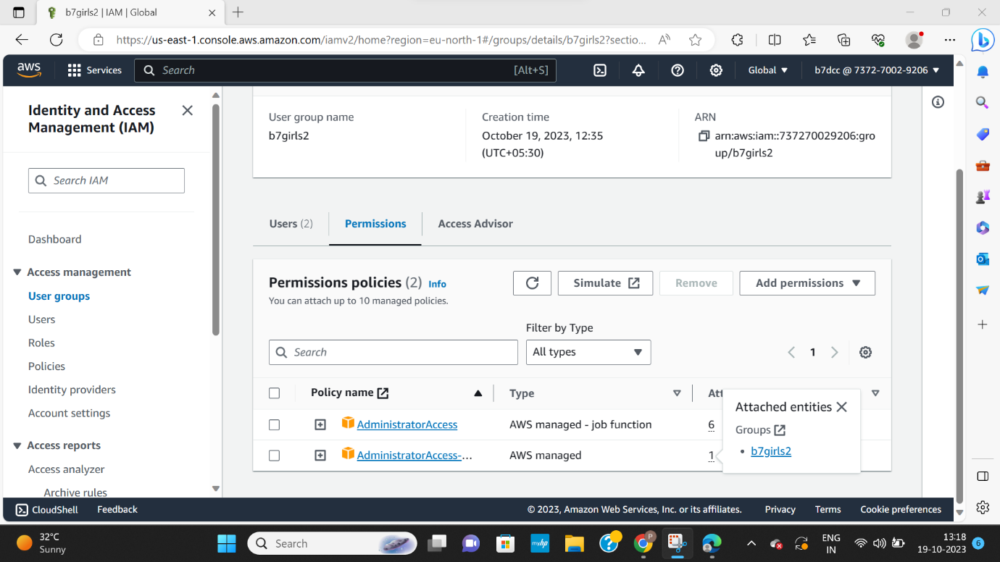 b7girls2 | IAM | Global
https://us-east-1.console.aws.amazon.com/iamv2/home?region=eu-north-1#/groups/details/b7girls2?sectio...
aws
Services
Search [Alt+S]
Global
b7dcc @ 7372-7002-9206
Identity and Access
Management (IAM)
Search IAM
Dashboard
Access management
User groups
Users
Roles
Policies
Identity providers
Account settings
Access reports
Access analyzer
Archive rules
User group name
b7girls2
Creation time
October 19, 2023, 12:35
(UTC+05:30)
ARN
arn:aws:iam::737270029206:gro
up/b7girls2
Users (2)
Permissions
Access Advisor
Permissions policies (2) Info
You can attach up to 10 managed policies.
Simulate
Remove
Add permissions
Filter by Type
Search
All types
1
Policy name
Type
Att
AdministratorAccess
AWS managed - job function
6
AdministratorAccess-...
AWS managed
1
Attached entities
Groups
b7girls2
CloudShell
Feedback
© 2023, Amazon Web Services, Inc. or its affiliates.
Privacy
Terms
Cookie preferences
32°C
Sunny
Search
myhp
P
ENG
IN
13:18
19-10-2023
6